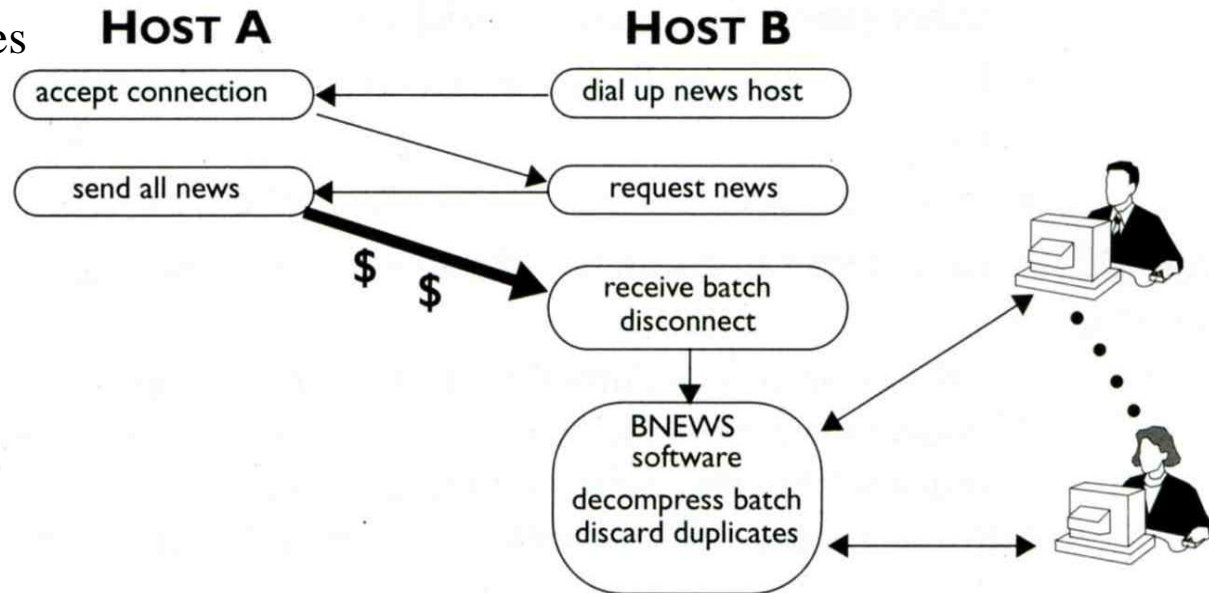 es
HOST A
HOST B
accept connection
dial up news host
send all news
request news
$
$
receive batch
disconnect
BNEWS
software
decompress batch
discard duplicates